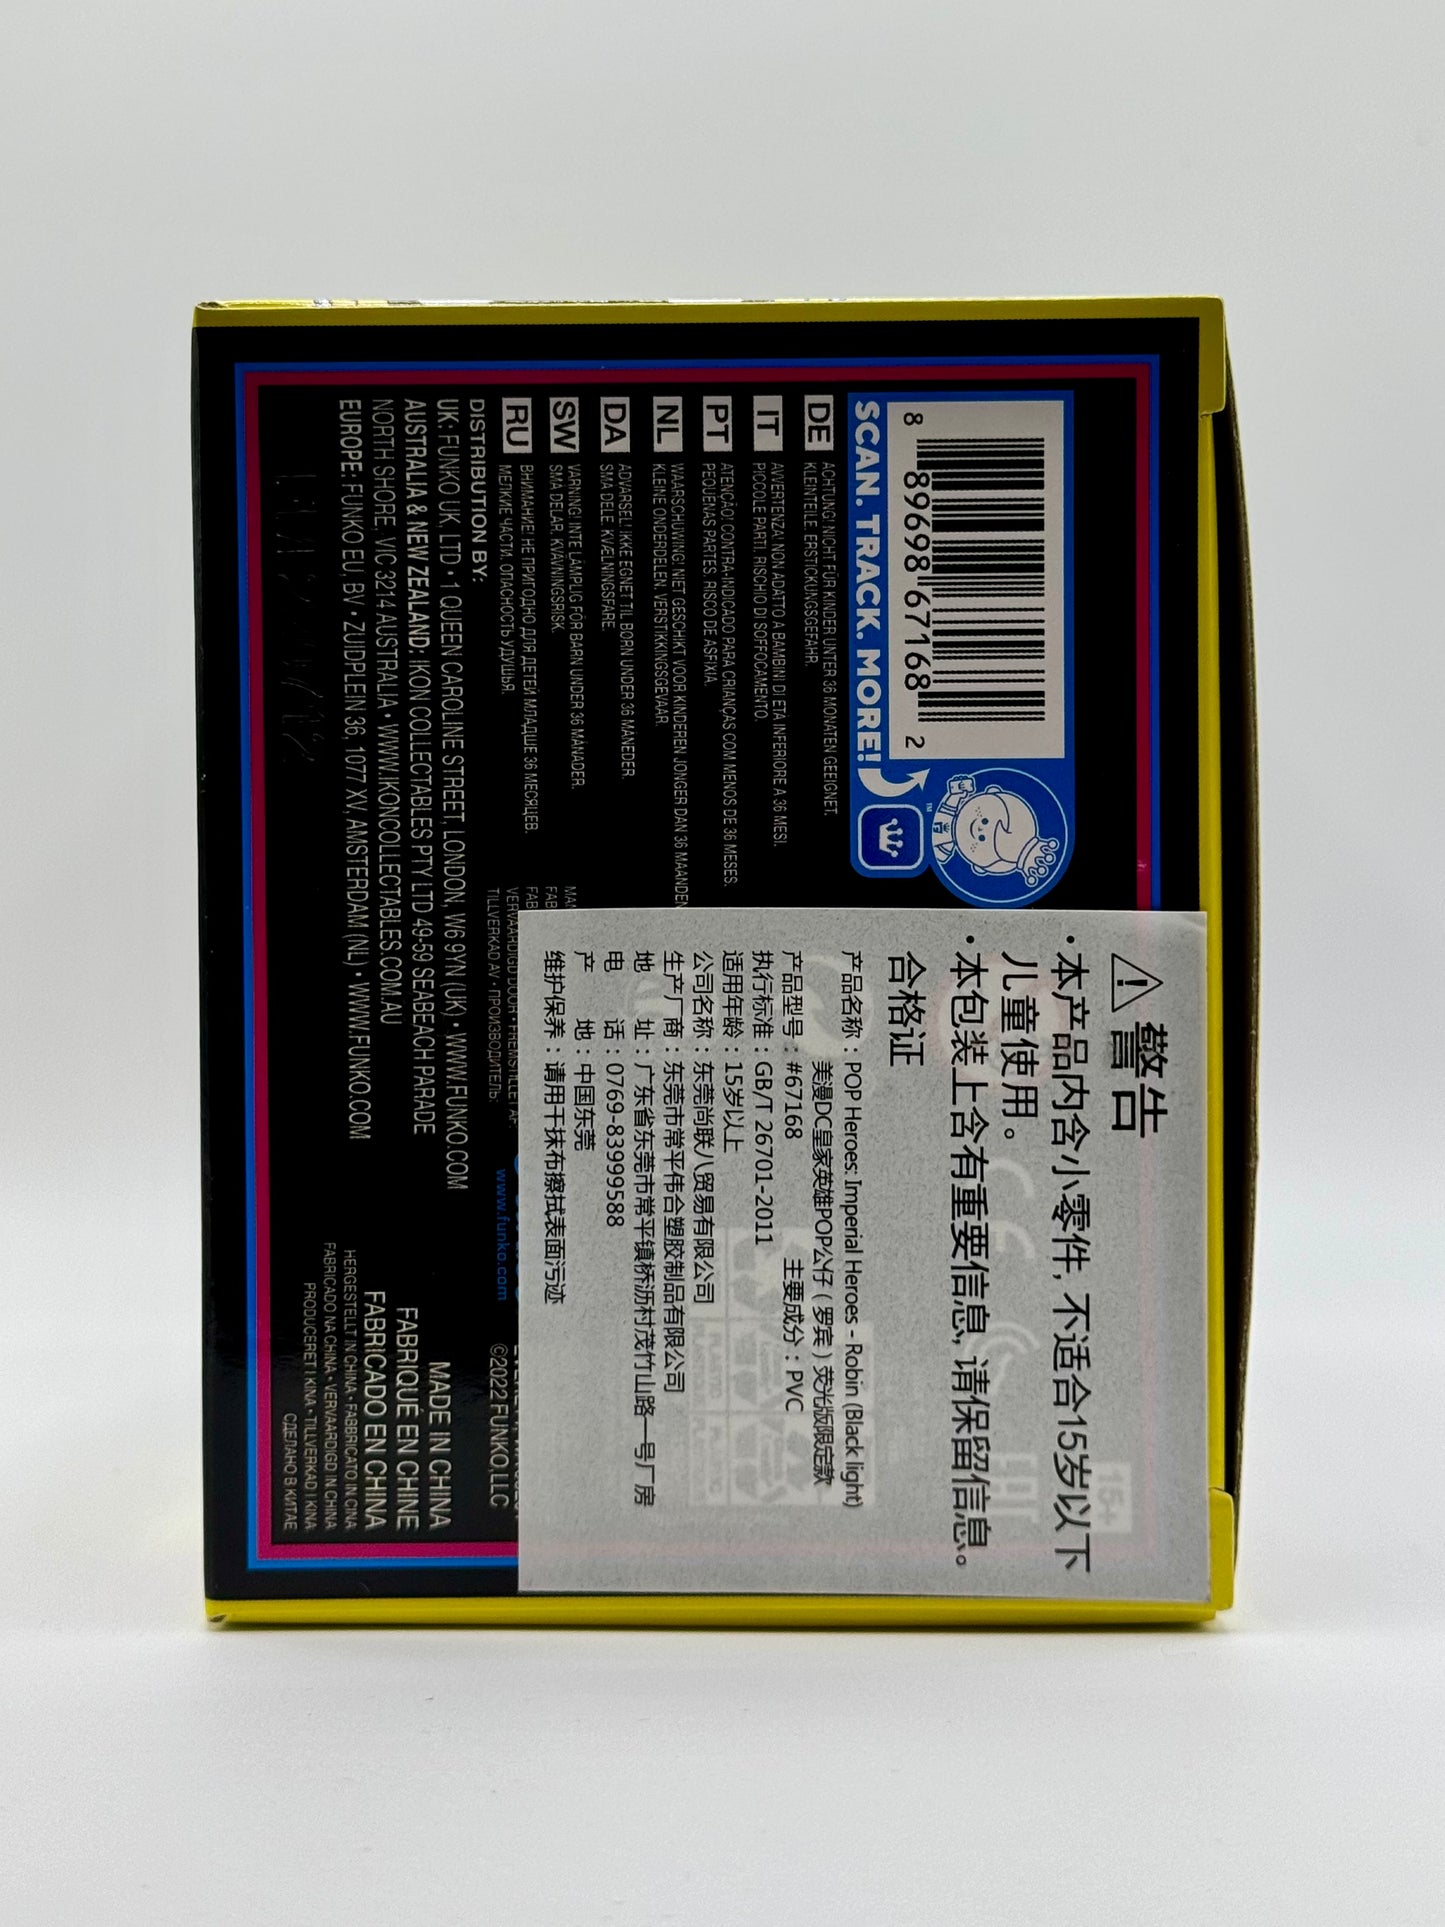 8 89698 67168 2
SCAN. TRACK. MORE!
™
DE ACHTUNG! NICHT FÜR KINDER UNTER 36 MONATEN GEEIGNET.
KLEINTEILE. ERSTICKUNGSGEFAHR.
IT AVVERTENZA! NON ADATTO A BAMBINI DI ETÀ INFERIORE A 36 MESI.
PICCOLE PARTI. RISCHIO DI SOFFOCAMENTO.
PT ATENÇÃO! CONTRA-INDICADO PARA CRIANÇAS COM MENOS DE 36 MESES.
PEQUENAS PARTES. RISCO DE ASFIXIA.
NL WAARSCHUWING! NIET GESCHIKT VOOR KINDEREN JONGER DAN 36 MAANDEN
KLEINE ONDERDELEN. VERSTIKKINGSGEVAAR.
DA ADVARSEL! IKKE EGNET TIL BØRN UNDER 36 MÅNEDER.
SMÅ DELE. KVÆLNINGSFARE.
SW VARNING! INTE LÄMPLIG FÖR BARN UNDER 36 MÅNADER.
SMÅ DELAR. KVÄVNINGSRISK.
RU ВНИМАНИЕ! НЕ ПРИГОДНО ДЛЯ ДЕТЕЙ МЛАДШЕ 36 МЕСЯЦЕВ.
МЕЛКИЕ ЧАСТИ. ОПАСНОСТЬ УДУШЬЯ.
DISTRIBUTION BY:
UK: FUNKO UK, LTD • 1 QUEEN CAROLINE STREET, LONDON, W6 9YN (UK) • WWW.FUNKO.COM
AUSTRALIA & NEW ZEALAND: IKON COLLECTABLES PTY LTD 49-59 SEABEACH PARADE
NORTH SHORE, VIC 3214 AUSTRALIA • WWW.IKONCOLLECTABLES.COM.AU
EUROPE: FUNKO EU, BV • ZUIDPLEIN 36, 1077 XV, AMSTERDAM (NL) • WWW.FUNKO.COM
TILLVERKAD AV • ПРОИЗВОДИТЕЛЬ:
www.funko.com
©2022 FUNKO, LLC
MADE IN CHINA
FABRIQUÉ EN CHINE
FABRICADO EN CHINA
HERGESTELLT IN CHINA • FABBRICATO IN CINA
FABRICADO NA CHINA • VERVAARDIGD IN CHINA
PRODUCERET I KINA • TILLVERKAD I KINA
СДЕЛАНО В КИТАЕ
警告
·本产品内含小零件, 不适合15岁以下
儿童使用。
·本包装上含有重要信息, 请保留信息。
合格证
产品名称：POP Heroes: Imperial Heroes - Robin (Black light)
美漫DC皇家英雄POP公仔（罗宾）荧光版限定款
产品型号：#67168 主要成分：PVC
执行标准：GB/T 26701-2011
适用年龄：15岁以上
公司名称：东莞尚联八贸易有限公司
生产厂商：东莞市常平伟合塑胶制品有限公司
地址：广东省东莞市常平镇桥沥村茂竹山路一号厂房
电话：0769-83999588
产地：中国东莞
维护保养：请用干抹布擦拭表面污迹
15+